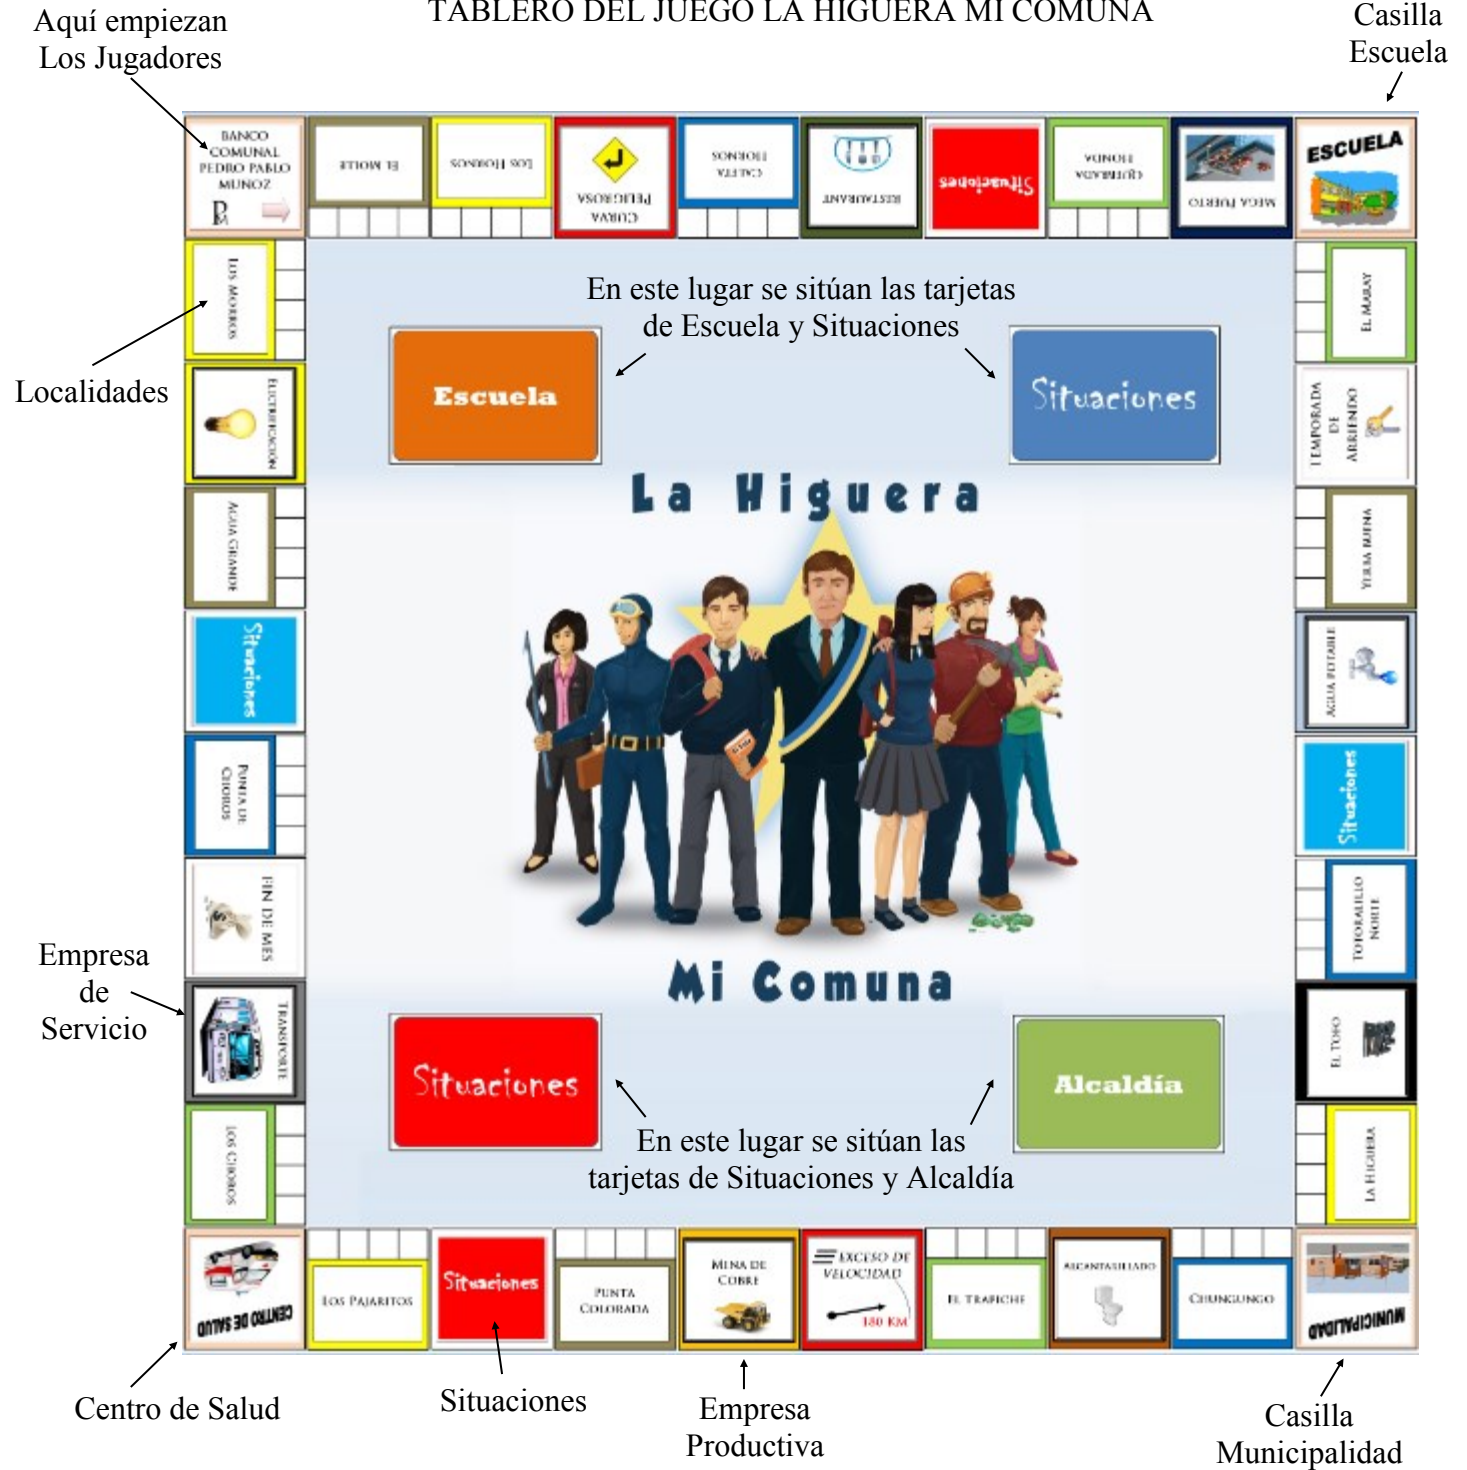 TABLERO DEL JUEGO LA HIGUERA MI COMUNA
Aquí empiezan
Los Jugadores
Casilla
Escuela
BANCO
COMUNAL
PEDRO PABLO
MUÑOZ
EL MOLLE
LOS HORNOS
CURVA
PELIGROSA
CALETA
HORNOS
RESTAURANT
Situaciones
QUEBRADA
HONDA
MEGA PUERTO
ESCUELA
LOS MORROS
ELECTRIFICACIÓN
AGUA GRANDE
Situaciones
PUNTA DE
CHOROS
FIN DE MES
TRANSPORTE
LOS CHOROS
EL MARAY
TEMPORADA
DE
ARRIENDO
YERBA BUENA
AGUA POTABLE
Situaciones
TOTORALILLO
NORTE
EL TOFO
LA HIGUERA
En este lugar se sitúan las tarjetas
de Escuela y Situaciones
Escuela
Situaciones
Localidades
La Higuera
Mi Comuna
Empresa
de
Servicio
Situaciones
Alcaldía
En este lugar se sitúan las
tarjetas de Situaciones y Alcaldía
CENTRO DE SALUD
LOS PAJARITOS
Situaciones
PUNTA
COLORADA
MINA DE
COBRE
EXCESO DE
VELOCIDAD
180 KM
EL TRAPICHE
ALCANTARILLADO
CHUNGUNGO
MUNICIPALIDAD
Centro de Salud
Situaciones
Empresa
Productiva
Casilla
Municipalidad